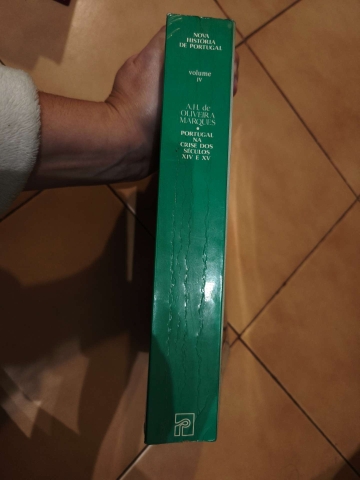 NOVA
HISTÓRIA
DE PORTUGAL
volume
IV
A.H. de
OLIVEIRA
MARQUES
PORTUGAL
NA
CRISE DOS
SÉCULOS
XIV E XV